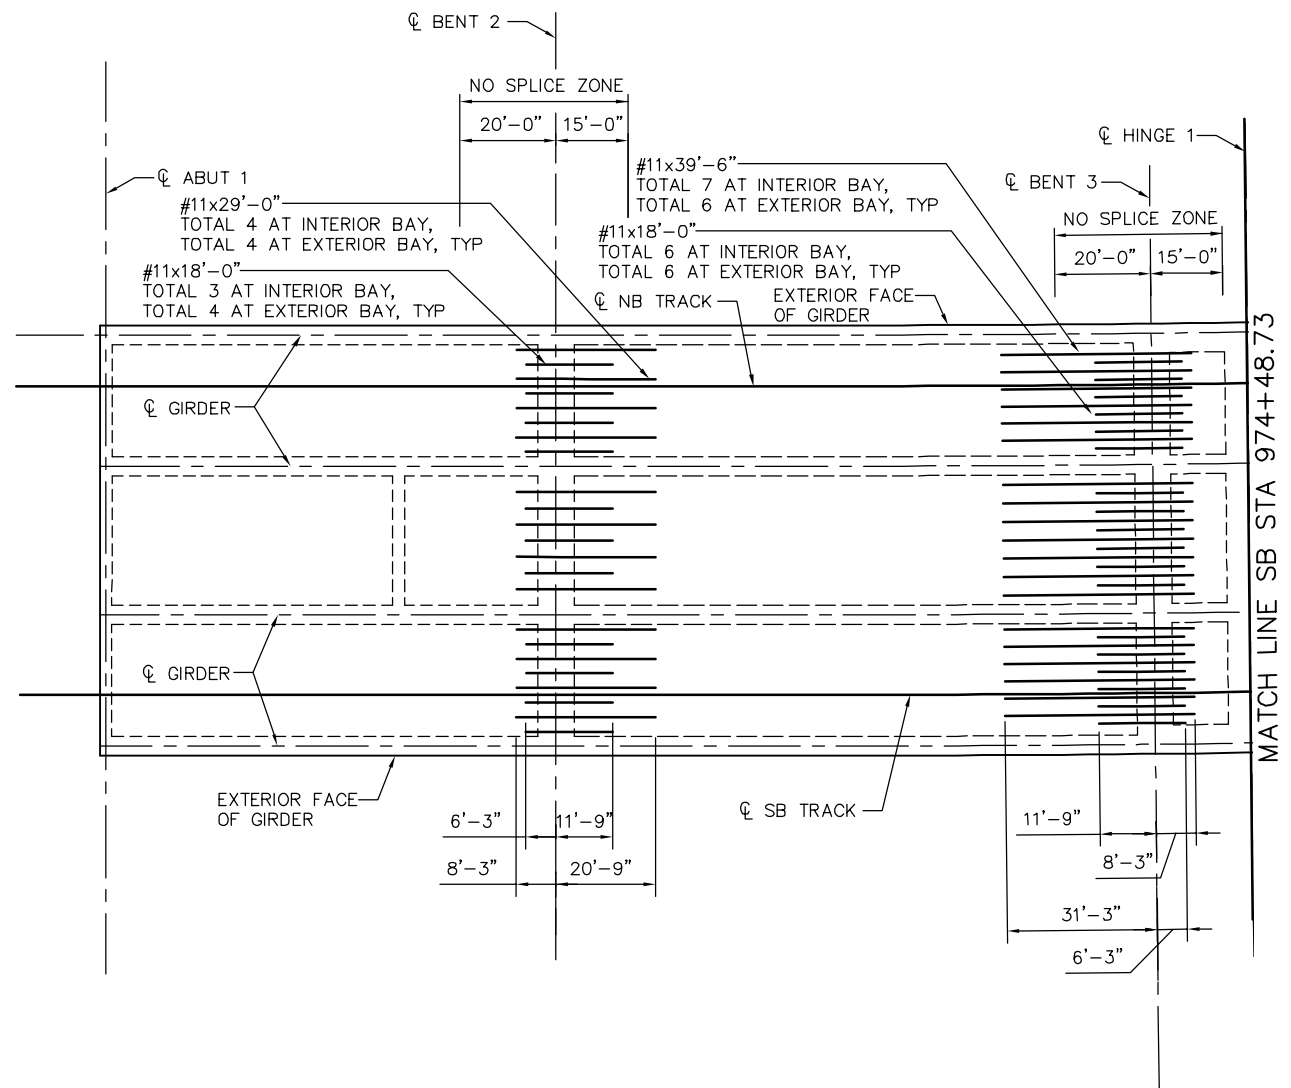 ℄ BENT 2
NO SPLICE ZONE
20'-0" 15'-0"
℄ HINGE 1
℄ ABUT 1
#11x29'-0"
TOTAL 4 AT INTERIOR BAY,
TOTAL 4 AT EXTERIOR BAY, TYP
#11x18'-0"
TOTAL 3 AT INTERIOR BAY,
TOTAL 4 AT EXTERIOR BAY, TYP
#11x39'-6"
TOTAL 7 AT INTERIOR BAY,
TOTAL 6 AT EXTERIOR BAY, TYP
#11x18'-0"
TOTAL 6 AT INTERIOR BAY,
TOTAL 6 AT EXTERIOR BAY, TYP
℄ BENT 3
NO SPLICE ZONE
20'-0" 15'-0"
℄ NB TRACK
EXTERIOR FACE
OF GIRDER
℄ GIRDER
℄ GIRDER
MATCH LINE SB STA 974+48.73
EXTERIOR FACE
OF GIRDER
℄ SB TRACK
6'-3" 11'-9"
8'-3" 20'-9"
11'-9"
8'-3"
31'-3"
6'-3"